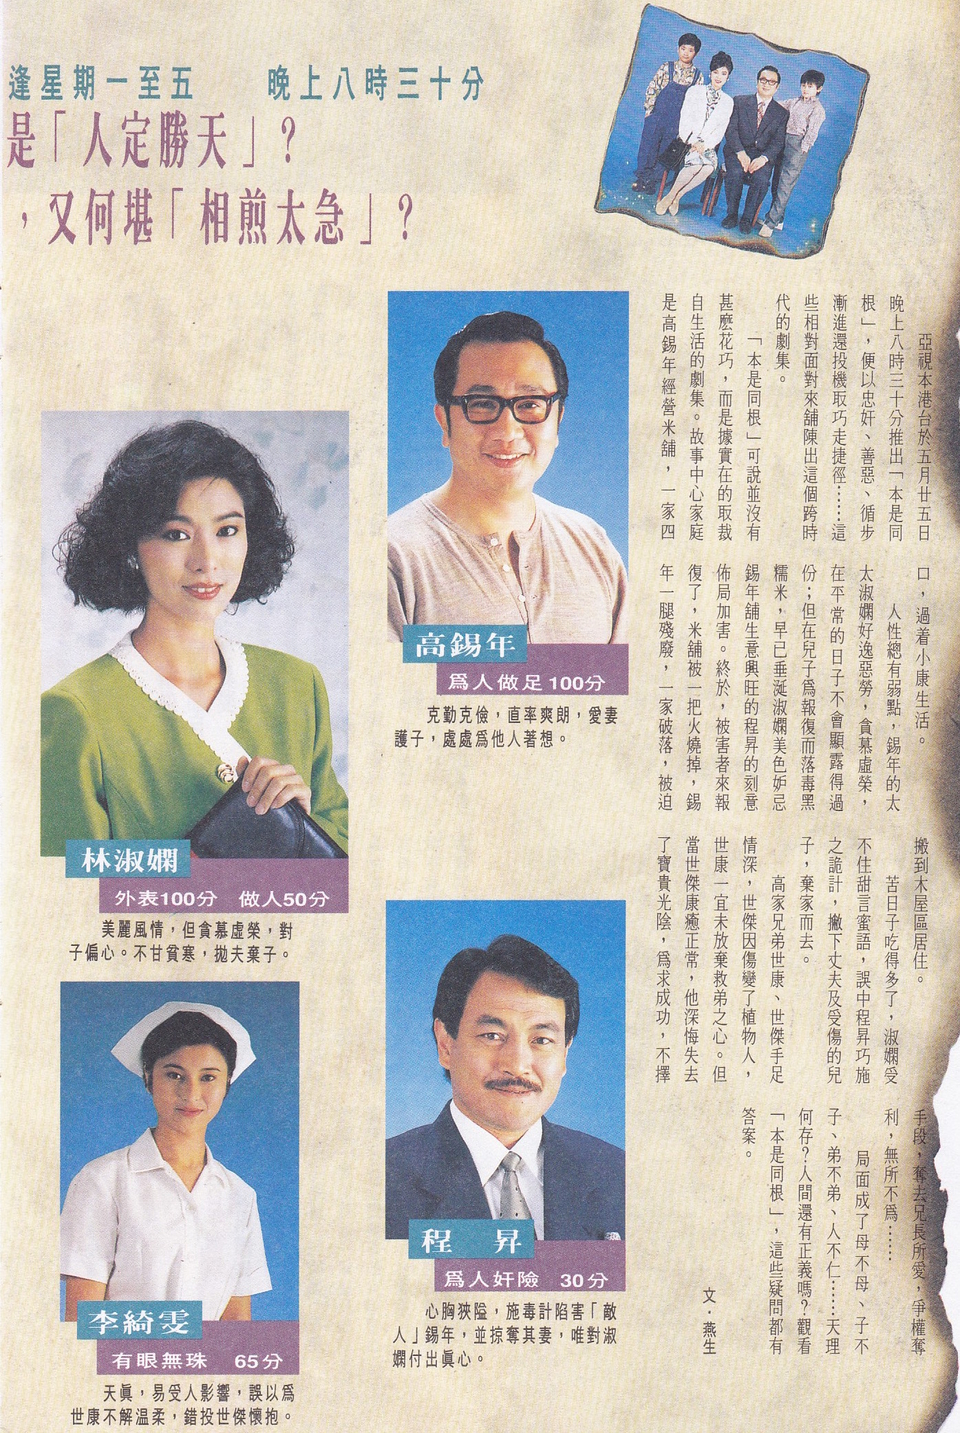 逢星期一至五　　晚上八時三十分
是「人定勝天」？
，又何堪「相煎太急」？
亞視本港台於五月廿五日
晚上八時三十分推出「本是同
根」，便以忠奸、善惡、循步
漸進還投機取巧走捷徑……這
些相對面對來舖陳出這個跨時
代的劇集。
「本是同根」可說並沒有
甚麽花巧，而是據實在的取裁
自生活的劇集。故事中心家庭
是高錫年經營米舖，一家四
口，過着小康生活。
人性總有弱點，錫年的太
太淑嫻好逸惡勞，貪慕虛榮，
在平常的日子不會顯露得過
份；但在兒子爲報復而落毒黑
糯米，早已垂涎淑嫻美色妒忌
錫年舖生意興旺的程昇的刻意
佈局加害。終於，被害者來報
復了，米舖被一把火燒掉，錫
年一腿殘廢，一家破落，被迫
搬到木屋區居住。
苦日子吃得多了，淑嫻受
不住甜言蜜語，誤中程昇巧施
之詭計，撇下丈夫及受傷的兒
子，棄家而去。
高家兄弟世康、世傑手足
情深，世傑因傷變了植物人，
世康一宜未放棄救弟之心。但
當世傑康癒正常，他深悔失去
了寶貴光陰，爲求成功，不擇
手段，奪去兄長所愛，爭權奪
利，無所不爲……
局面成了母不母、子不
子、弟不弟、人不仁……天理
何存？人間還有正義嗎？觀看
「本是同根」，這些疑問都有
答案。
文・燕生
高錫年
爲人做足100分
克勤克儉，直率爽朗，愛妻
護子，處處爲他人著想。
林淑嫻
外表100分　做人50分
美麗風情，但貪慕虛榮，對
子偏心。不甘貧寒，拋夫棄子。
程　昇
爲人奸險　30分
心胸狹隘，施毒計陷害「敵
人」錫年，並掠奪其妻，唯對淑
嫻付出眞心。
李綺雯
有眼無珠　65分
天眞，易受人影響，誤以爲
世康不解温柔，錯投世傑懷抱。